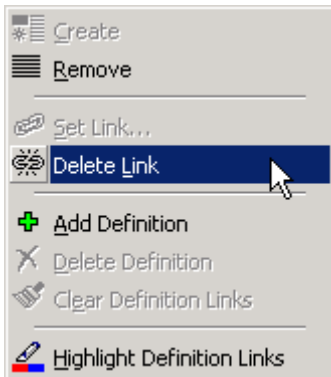 Create
Remove
Set Link...
Delete Link
Add Definition
Delete Definition
Clear Definition Links
Highlight Definition Links